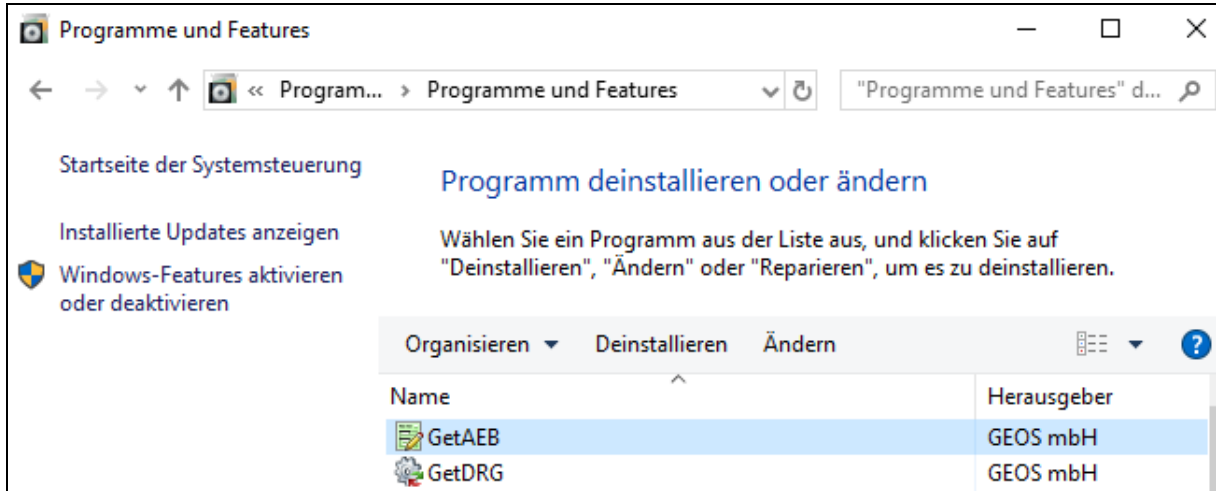 Programme und Features
« Program... › Programme und Features
"Programme und Features" d...
Startseite der Systemsteuerung
Installierte Updates anzeigen
Windows-Features aktivieren
oder deaktivieren
Programm deinstallieren oder ändern
Wählen Sie ein Programm aus der Liste aus, und klicken Sie auf
"Deinstallieren", "Ändern" oder "Reparieren", um es zu deinstallieren.
Organisieren Deinstallieren Ändern ?
Name Herausgeber
GetAEB GEOS mbH
GetDRG GEOS mbH